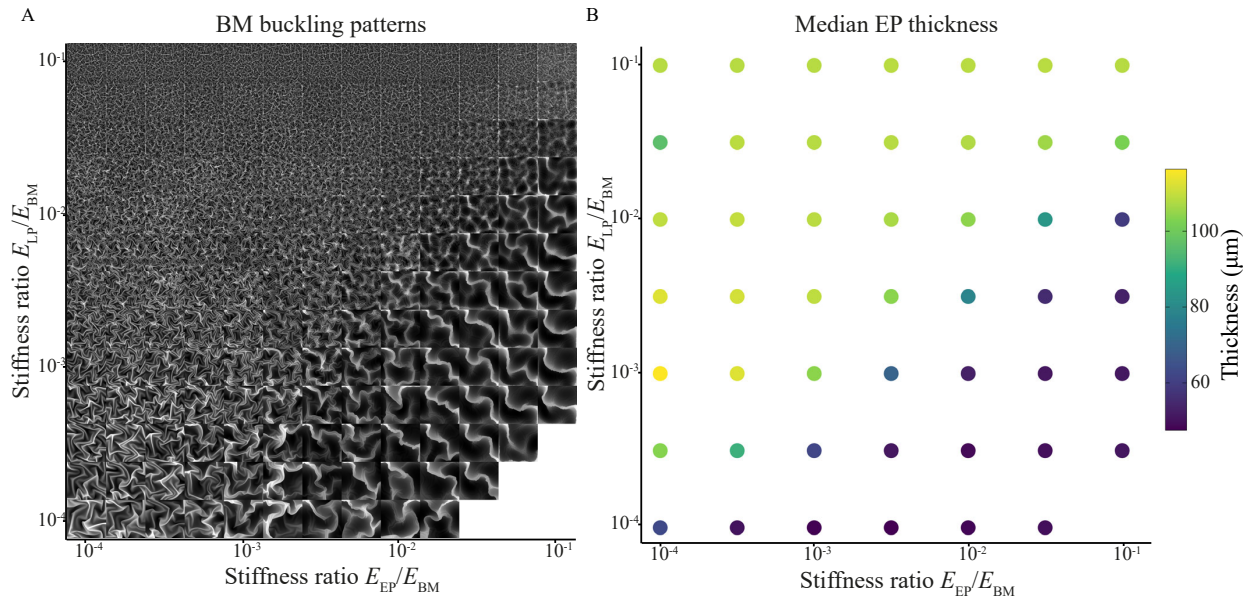 A
BM buckling patterns
10⁻¹
10⁻²
10⁻³
10⁻⁴
Stiffness ratio E_LP/E_BM
10⁻⁴
10⁻³
10⁻²
10⁻¹
Stiffness ratio E_EP/E_BM
B
Median EP thickness
10⁻¹
10⁻²
10⁻³
10⁻⁴
Stiffness ratio E_LP/E_BM
10⁻⁴
10⁻³
10⁻²
10⁻¹
Stiffness ratio E_EP/E_BM
100
80
60
Thickness (μm)